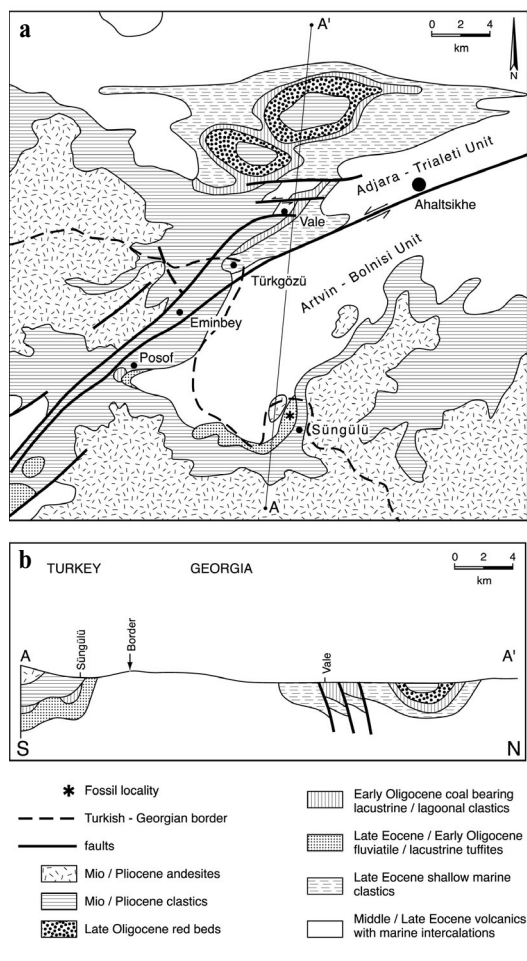 a
A'
0 2 4
km
N
Adjara - Trialeti Unit
Ahaltsikhe
Vale
Artvin - Bolnisi Unit
Türkgözü
Eminbey
Posof
Süngülü
A
b
TURKEY
GEORGIA
0 2 4
km
A
Süngülü
Border
Vale
A'
S
N
* Fossil locality
Turkish - Georgian border
faults
Mio / Pliocene andesites
Mio / Pliocene clastics
Late Oligocene red beds
Early Oligocene coal bearing
lacustrine / lagoonal clastics
Late Eocene / Early Oligocene
fluviatile / lacustrine tuffites
Late Eocene shallow marine
clastics
Middle / Late Eocene volcanics
with marine intercalations